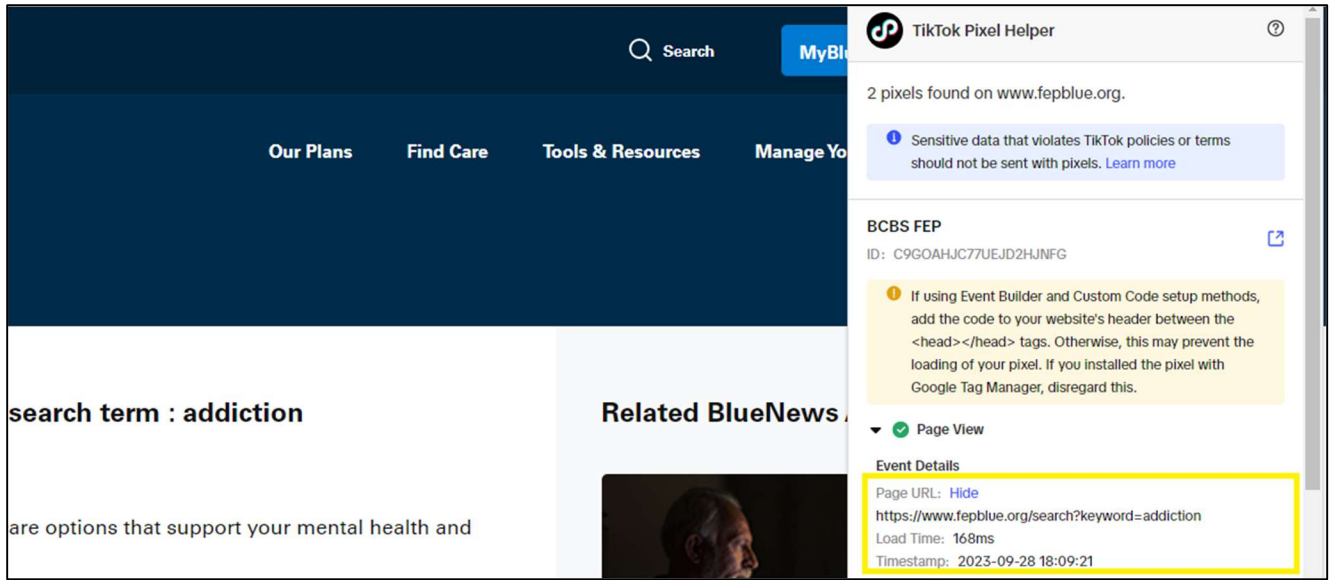 Search
MyBl
Our Plans Find Care Tools & Resources Manage Yo
search term : addiction
Related BlueNews
are options that support your mental health and
TikTok Pixel Helper
2 pixels found on www.fepblue.org.
Sensitive data that violates TikTok policies or terms
should not be sent with pixels. Learn more
BCBS FEP
ID: C9GOAHJC77UEJD2HJNFG
If using Event Builder and Custom Code setup methods,
add the code to your website's header between the
<head></head> tags. Otherwise, this may prevent the
loading of your pixel. If you installed the pixel with
Google Tag Manager, disregard this.
Page View
Event Details
Page URL: Hide
https://www.fepblue.org/search?keyword=addiction
Load Time: 168ms
Timestamp: 2023-09-28 18:09:21